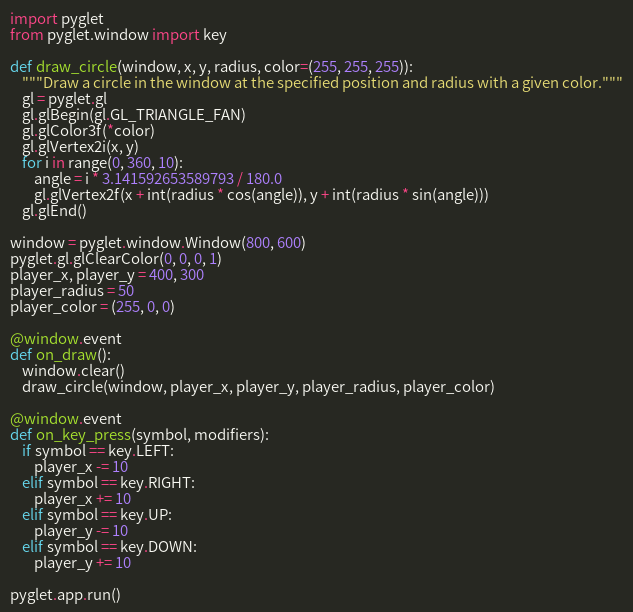 import pyglet
from pyglet.window import key

def draw_circle(window, x, y, radius, color=(255, 255, 255)):
    """Draw a circle in the window at the specified position and radius with a given color."""
    gl = pyglet.gl
    gl.glBegin(gl.GL_TRIANGLE_FAN)
    gl.glColor3f(*color)
    gl.glVertex2i(x, y)
    for i in range(0, 360, 10):
        angle = i * 3.141592653589793 / 180.0
        gl.glVertex2f(x + int(radius * cos(angle)), y + int(radius * sin(angle)))
    gl.glEnd()

window = pyglet.window.Window(800, 600)
pyglet.gl.glClearColor(0, 0, 0, 1)
player_x, player_y = 400, 300
player_radius = 50
player_color = (255, 0, 0)

@window.event
def on_draw():
    window.clear()
    draw_circle(window, player_x, player_y, player_radius, player_color)

@window.event
def on_key_press(symbol, modifiers):
    if symbol == key.LEFT:
        player_x -= 10
    elif symbol == key.RIGHT:
        player_x += 10
    elif symbol == key.UP:
        player_y -= 10
    elif symbol == key.DOWN:
        player_y += 10

pyglet.app.run()